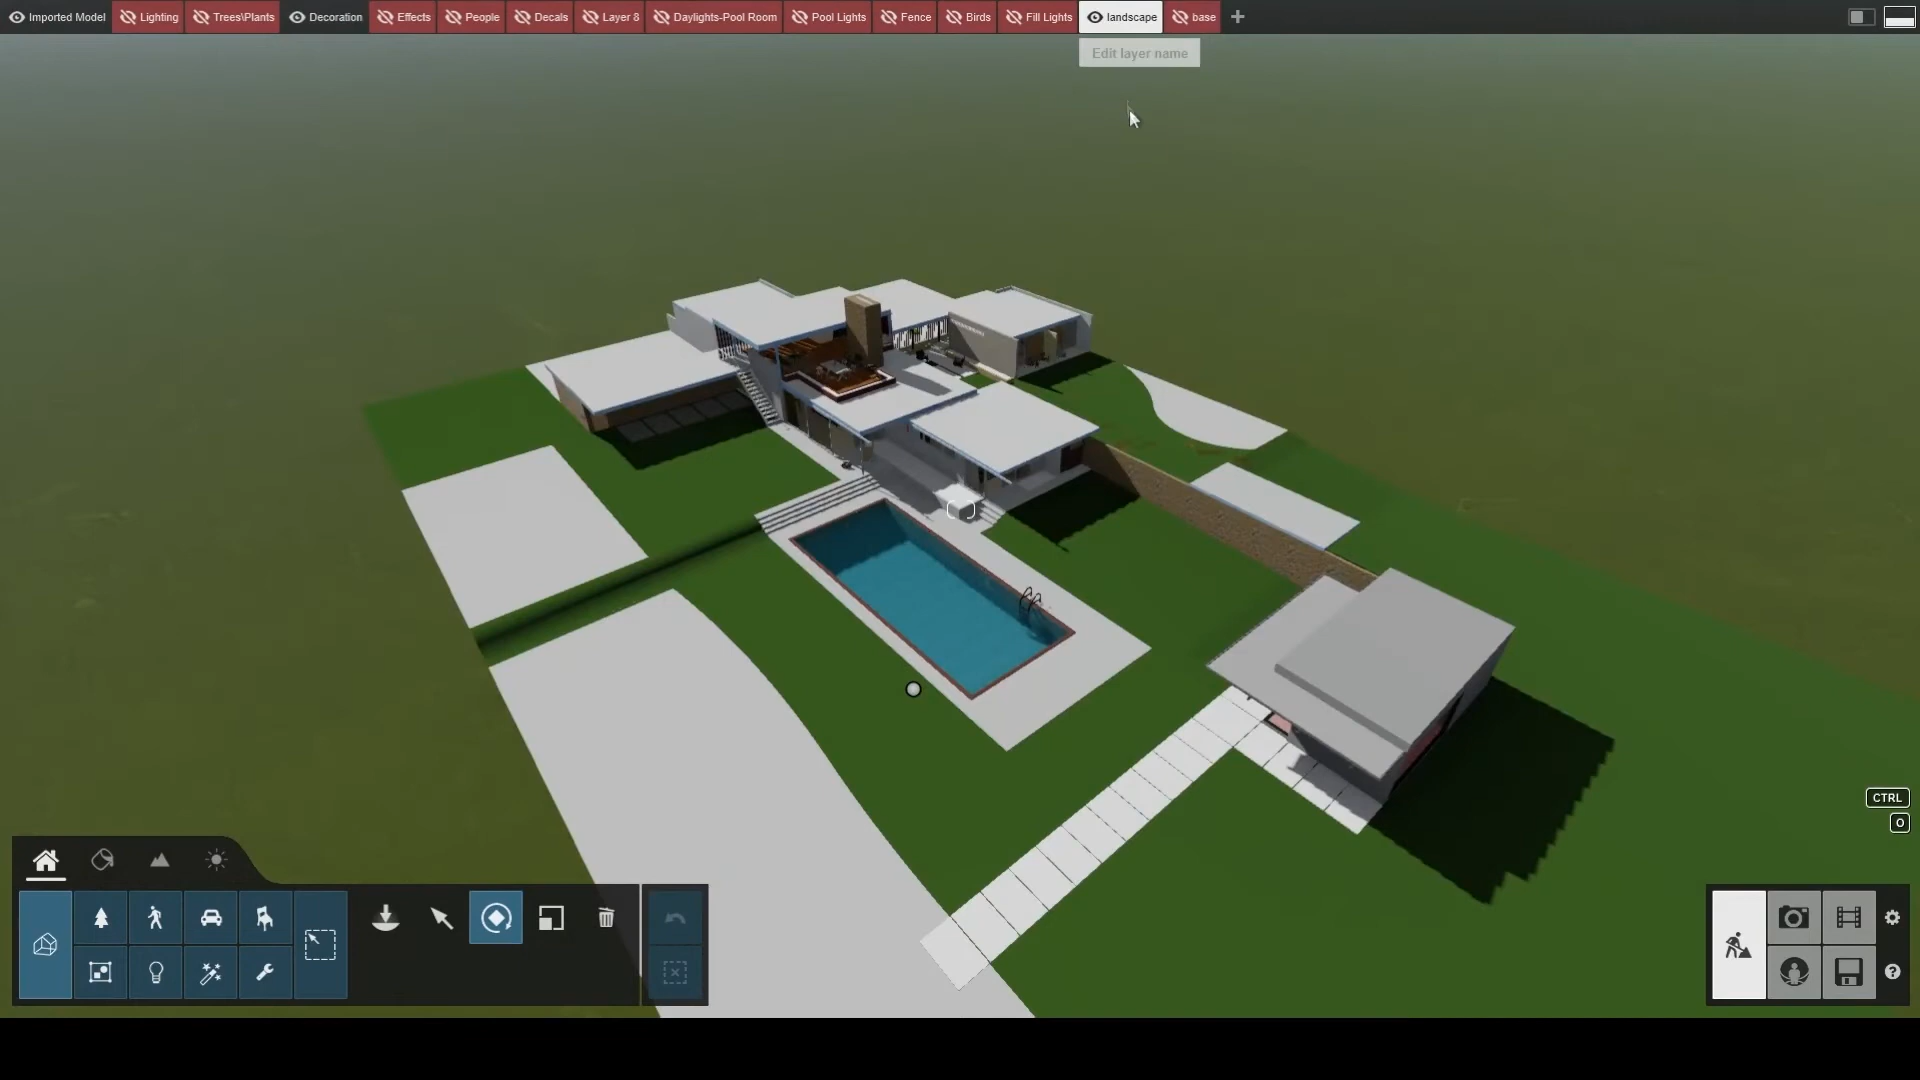 Imported Model Lighting Trees\Plants Decoration Effects People Decals Layer 8 Daylights-Pool Room Pool Lights Fence Birds Fill Lights landscape base
Edit layer name
CTRL
O